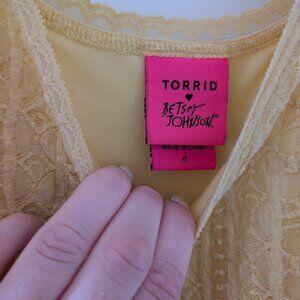 TORRID
BETSEY
JOHNSON.
MADE IN CHINA
4